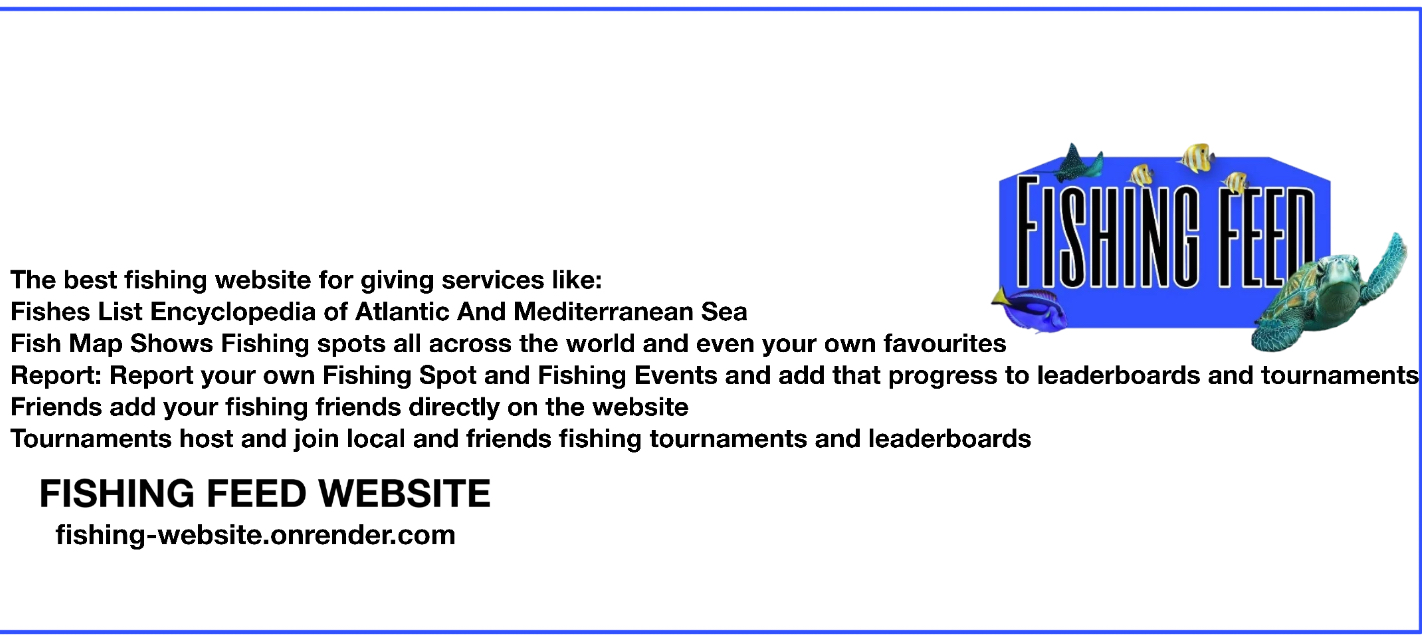 FISHING FEED
The best fishing website for giving services like:
Fishes List Encyclopedia of Atlantic And Mediterranean Sea
Fish Map Shows Fishing spots all across the world and even your own favourites
Report: Report your own Fishing Spot and Fishing Events and add that progress to leaderboards and tournaments
Friends add your fishing friends directly on the website
Tournaments host and join local and friends fishing tournaments and leaderboards
FISHING FEED WEBSITE
fishing-website.onrender.com